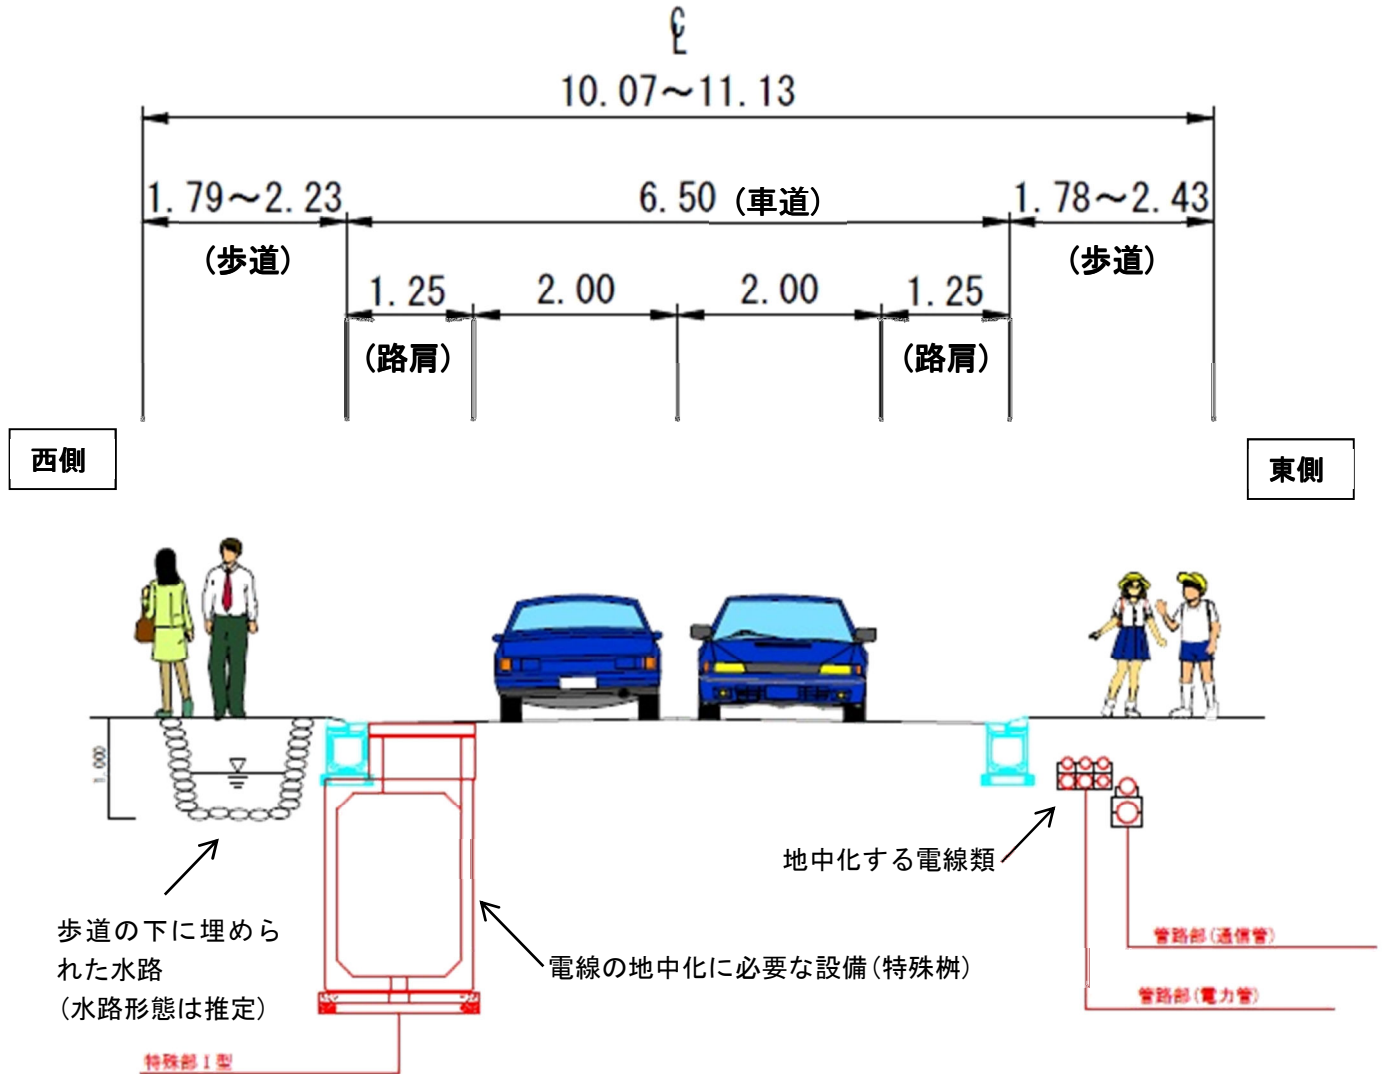 ℄
10.07～11.13
1.79～2.23
6.50（車道）
1.78～2.43
（歩道）
（歩道）
1.25
2.00
2.00
1.25
（路肩）
（路肩）
西側
東側
1.000
地中化する電線類
歩道の下に埋めら
れた水路
（水路形態は推定）
電線の地中化に必要な設備（特殊桝）
管路部（通信管）
管路部（電力管）
特殊部Ⅰ型